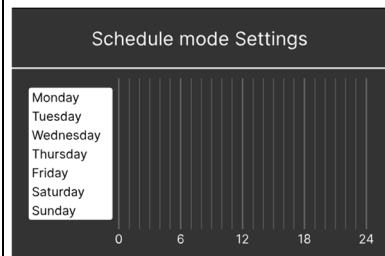 Schedule mode Settings
Monday
Tuesday
Wednesday
Thursday
Friday
Saturday
Sunday
0 6 12 18 24